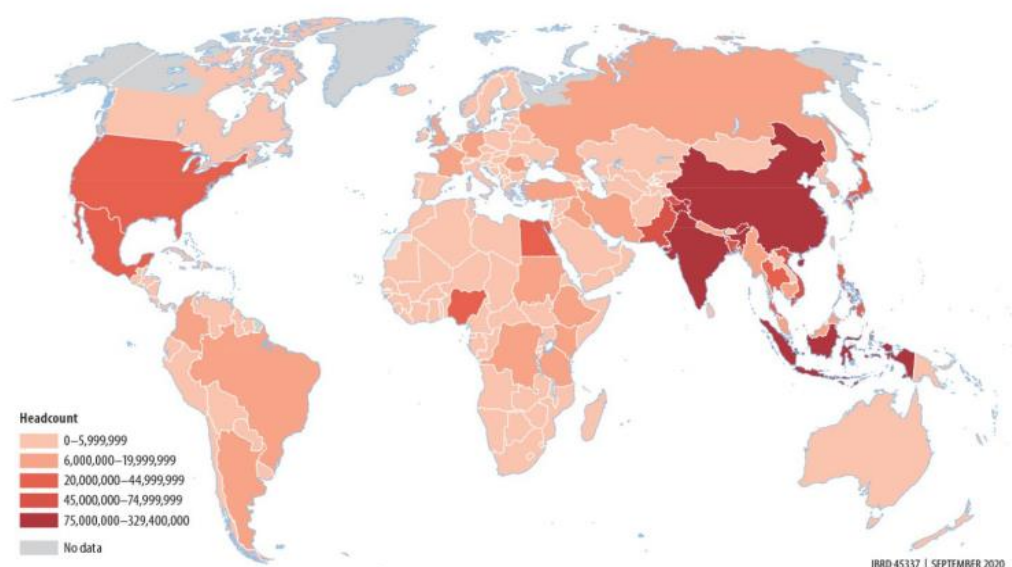 Headcount
0–5,999,999
6,000,000–19,999,999
20,000,000–44,999,999
45,000,000–74,999,999
75,000,000–329,400,000
No data
IBRD 45337 | SEPTEMBER 2020